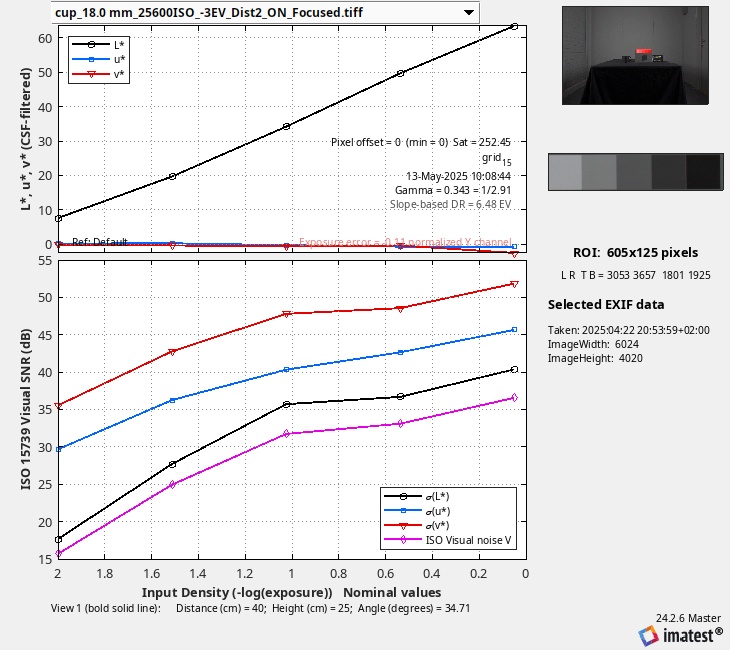 cup_18.0 mm_25600ISO_-3EV_Dist2_ON_Focused.tiff
L*, u*, v* (CSF-filtered)
60
50
40
30
20
10
0
L*
u*
v*
Pixel offset = 0 (min = 0) Sat = 252.45
grid15
13-May-2025 10:08:44
Gamma = 0.343 = 1/2.91
Slope-based DR = 6.48 EV
Ref: Default
Exposure error = -0.11 normalized Y channel
ISO 15739 Visual SNR (dB)
55
50
45
40
35
30
25
20
15
σ(L*)
σ(u*)
σ(v*)
ISO Visual noise V
2 1.8 1.6 1.4 1.2 1 0.8 0.6 0.4 0.2 0
Input Density (-log(exposure)) Nominal values
View 1 (bold solid line): Distance (cm) = 40; Height (cm) = 25; Angle (degrees) = 34.71
ROI: 605x125 pixels
L R T B = 3053 3657 1801 1925
Selected EXIF data
Taken: 2025:04:22 20:53:59+02:00
ImageWidth: 6024
ImageHeight: 4020
24.2.6 Master
imatest®